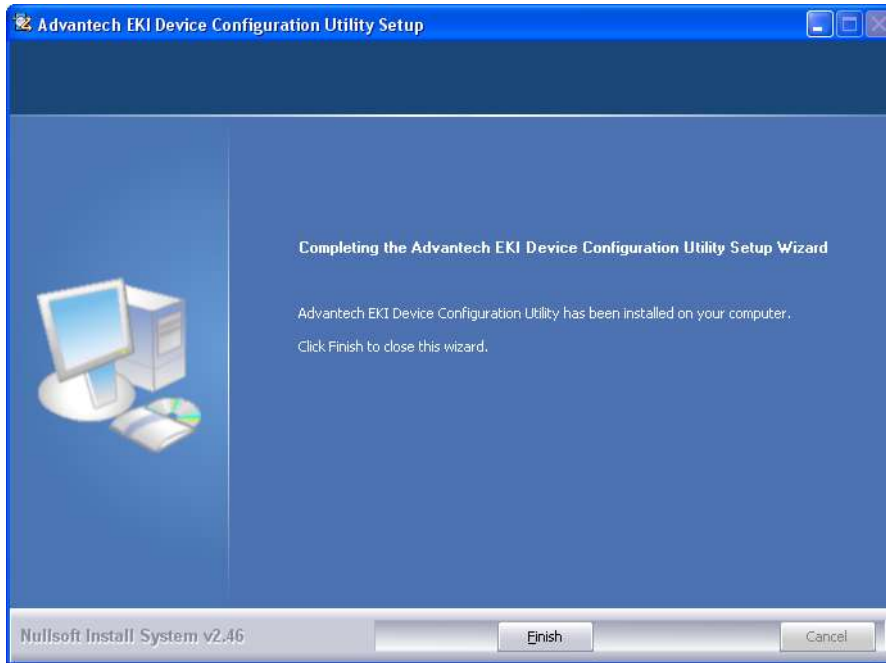 Advantech EKI Device Configuration Utility Setup
Completing the Advantech EKI Device Configuration Utility Setup Wizard
Advantech EKI Device Configuration Utility has been installed on your computer.
Click Finish to close this wizard.
Nullsoft Install System v2.46
Finish
Cancel